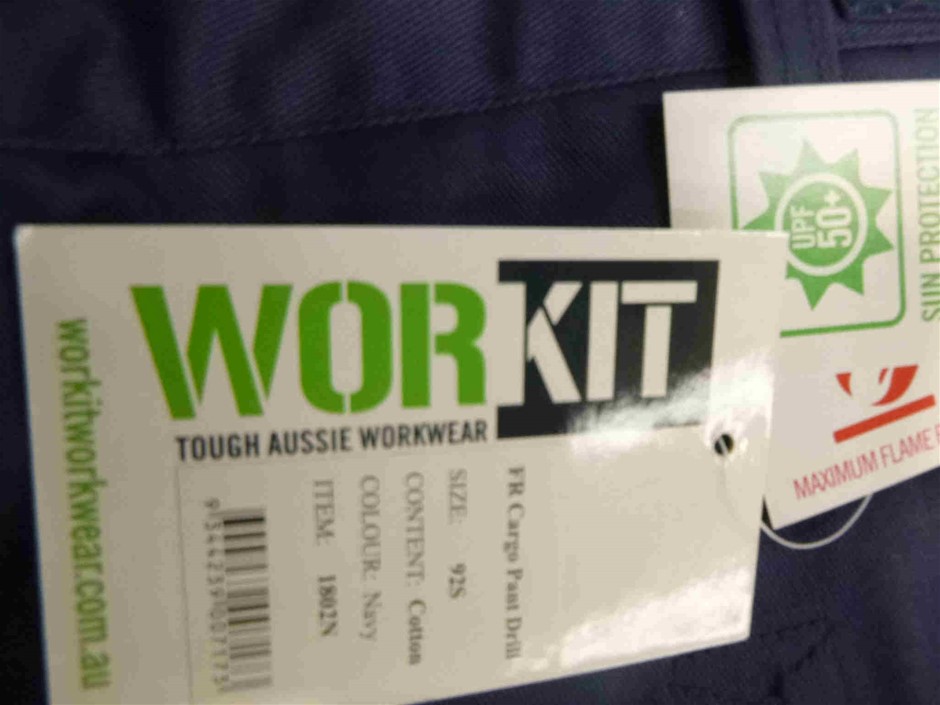 WORKIT
TOUGH AUSSIE WORKWEAR
workitworkwear.com.au
FR Cargo Pant Drill
SIZE: 92S
CONTENT: Cotton
COLOUR: Navy
ITEM: 1802N
UPF
50+
SUN PROTECTION
MAXIMUM FLAME